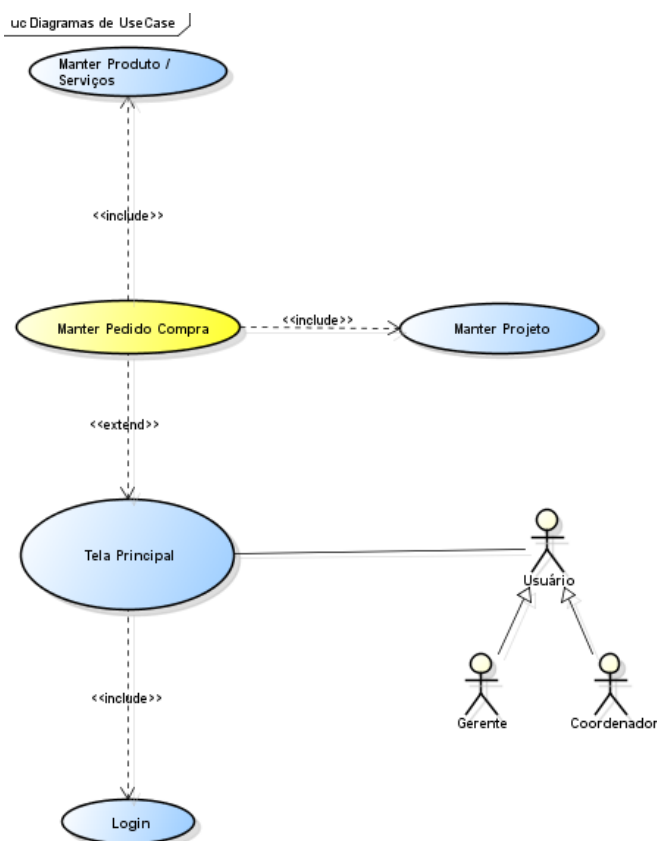 uc Diagramas de UseCase
Manter Produto /
Serviços
<<include>>
Manter Pedido Compra
<<include>>
Manter Projeto
<<extend>>
Tela Principal
Usuário
<<include>>
Gerente
Coordenador
Login